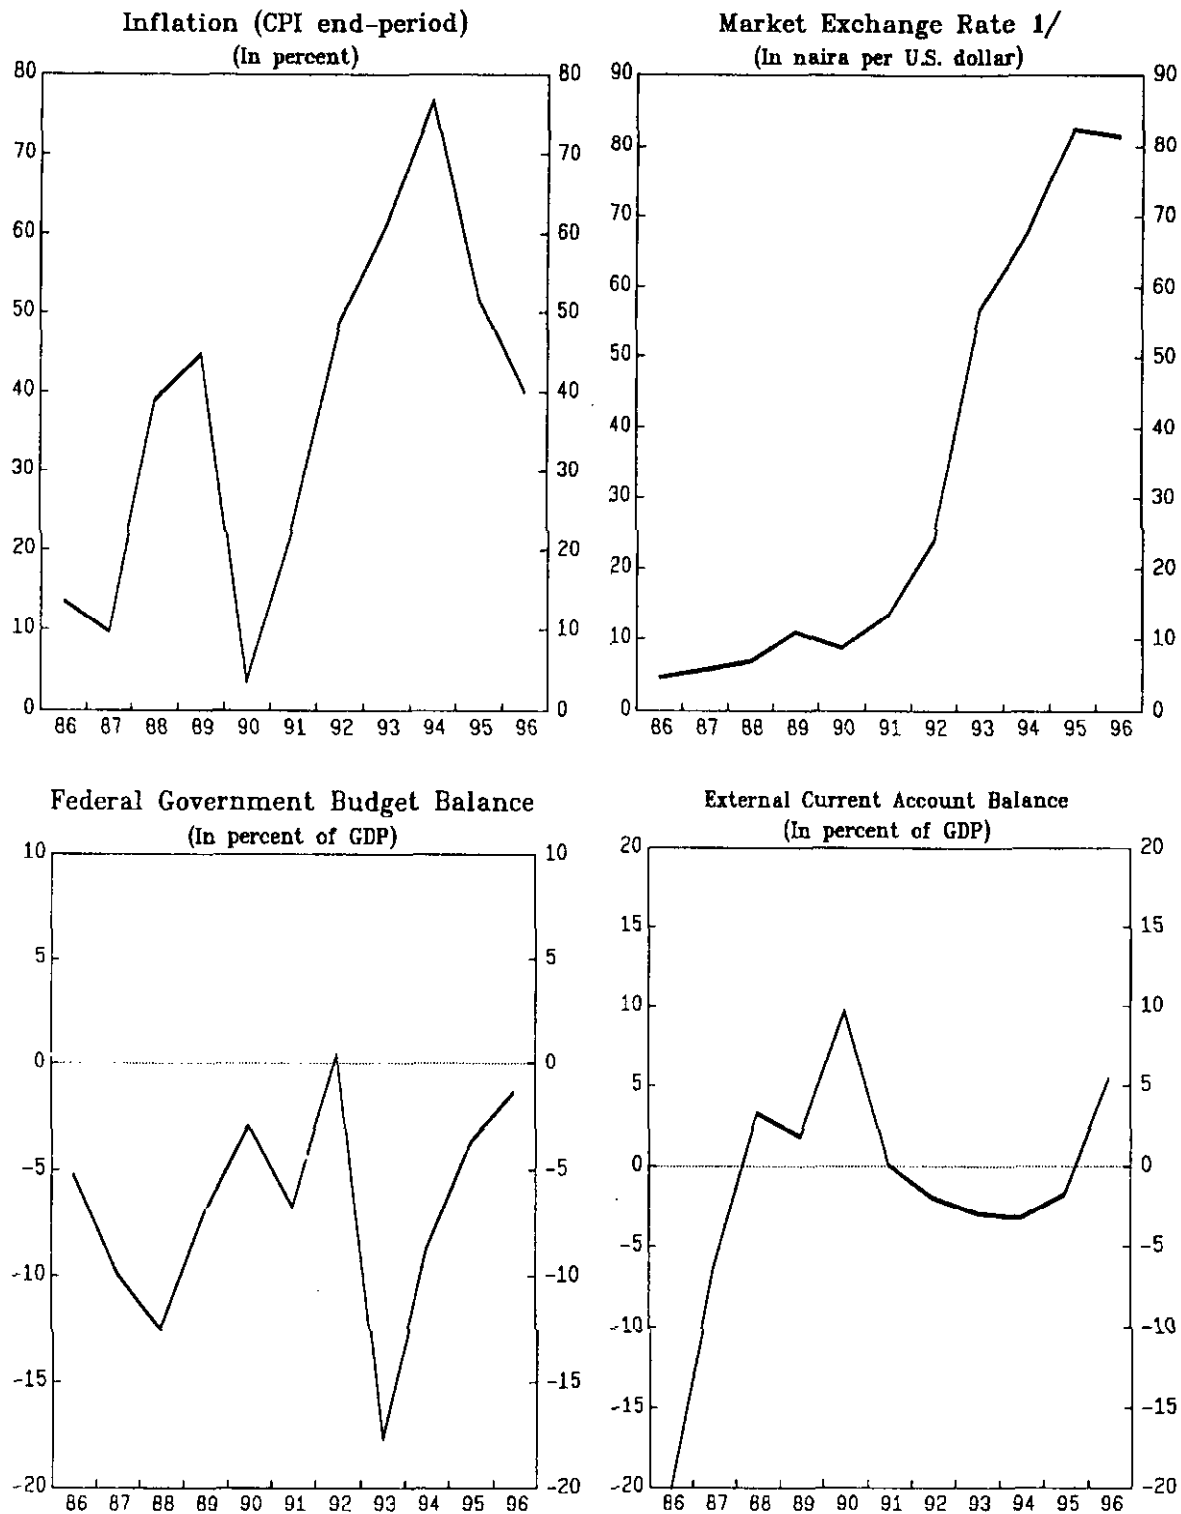 Inflation (CPI end-period)
(In percent)
80 80
70 70
60 60
50 50
40 40
30 30
20 20
10 10
0 0
86 87 88 89 90 91 92 93 94 95 96
Market Exchange Rate 1/
(In naira per U.S. dollar)
90 90
80 80
70 70
60 60
50 50
40 40
30 30
20 20
10 10
0 0
86 87 88 89 90 91 92 93 94 95 96
Federal Government Budget Balance
(In percent of GDP)
10 10
5 5
0 0
-5 -5
-10 -10
-15 -15
-20 -20
86 87 88 89 90 91 92 93 94 95 96
External Current Account Balance
(In percent of GDP)
20 20
15 15
10 10
5 5
0 0
-5 -5
-10 -10
-15 -15
-20 -20
86 87 88 89 90 91 92 93 94 95 96